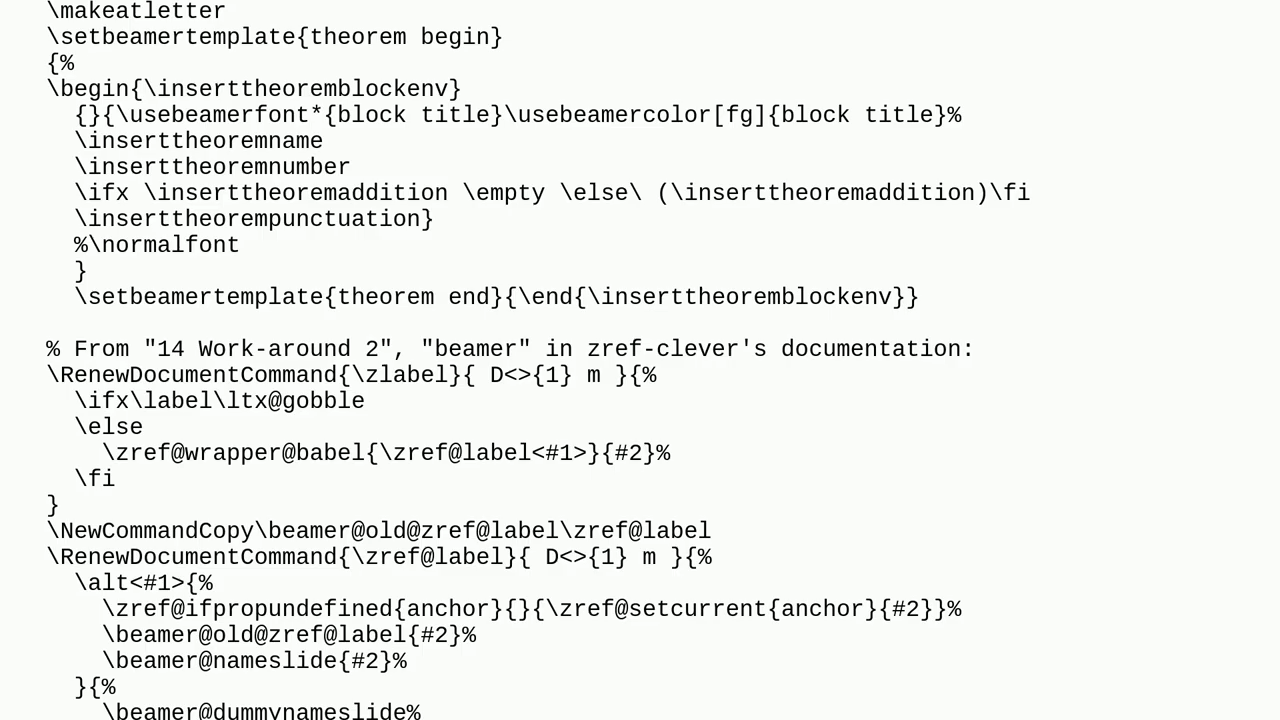 \makeatletter
\setbeamertemplate{theorem begin}
{%
\begin{\inserttheoremblockenv}
  {}{\usebeamerfont*{block title}\usebeamercolor[fg]{block title}%
  \inserttheoremname
  \inserttheoremnumber
  \ifx \inserttheoremaddition \empty \else\ (\inserttheoremaddition)\fi
  \inserttheorempunctuation}
  %\normalfont
  }
  \setbeamertemplate{theorem end}{\end{\inserttheoremblockenv}}

% From "14 Work-around 2", "beamer" in zref-clever's documentation:
\RenewDocumentCommand{\zlabel}{ D<>{1} m }{%
  \ifx\label\ltx@gobble
  \else
    \zref@wrapper@babel{\zref@label<#1>}{#2}%
  \fi
}
\NewCommandCopy\beamer@old@zref@label\zref@label
\RenewDocumentCommand{\zref@label}{ D<>{1} m }{%
  \alt<#1>{%
    \zref@ifpropundefined{anchor}{}{\zref@setcurrent{anchor}{#2}}%
    \beamer@old@zref@label{#2}%
    \beamer@nameslide{#2}%
  }{%
    \beamer@dummynameslide%